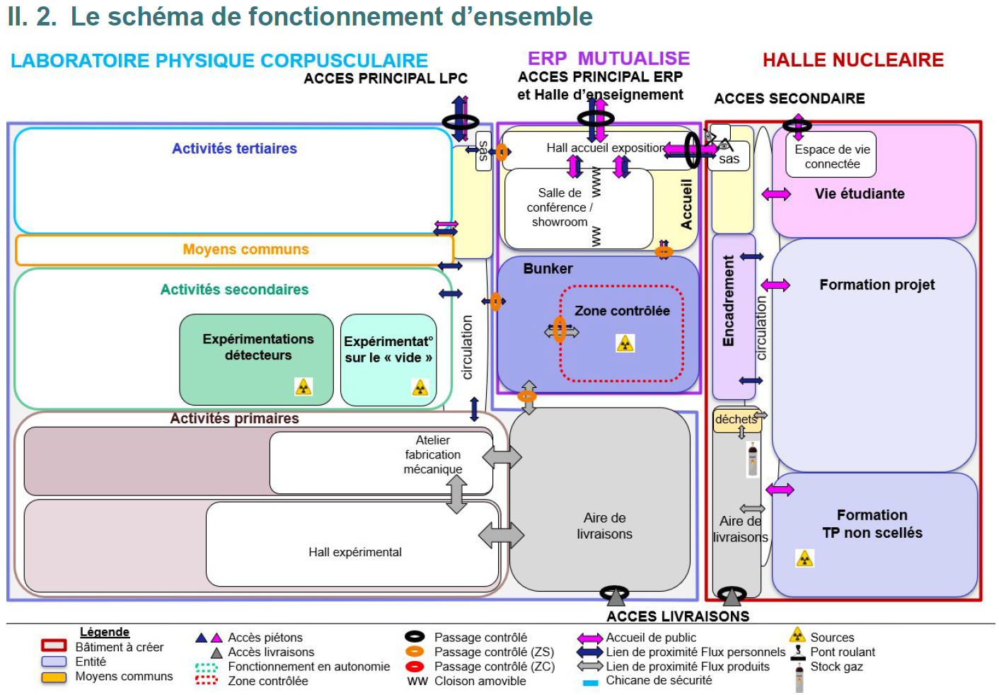 II. 2. Le schéma de fonctionnement d'ensemble
LABORATOIRE PHYSIQUE CORPUSCULAIRE
ERP MUTUALISE
HALLE NUCLEAIRE
ACCES PRINCIPAL LPC
ACCES PRINCIPAL ERP
et Halle d'enseignement
ACCES SECONDAIRE
Activités tertiaires
sas
Hall accueil exposition
sas
Espace de vie
connectée
Vie étudiante
Salle de
conférence /
showroom
WWW
WW
Accueil
Moyens communs
Activités secondaires
Expérimentations
détecteurs
Expérimentat°
sur le « vide »
circulation
Bunker
Zone contrôlée
Encadrement
circulation
Formation projet
Activités primaires
Atelier
fabrication
mécanique
Hall expérimental
Aire de
livraisons
déchets
Aire de
livraisons
Formation
TP non scellés
ACCES LIVRAISONS
Légende
Bâtiment à créer
Entité
Moyens communs
Accès piétons
Accès livraisons
Fonctionnement en autonomie
Zone contrôlée
Passage contrôlé
Passage contrôlé (ZS)
Passage contrôlé (ZC)
WW Cloison amovible
Accueil de public
Lien de proximité Flux personnels
Lien de proximité Flux produits
Chicane de sécurité
Sources
Pont roulant
Stock gaz